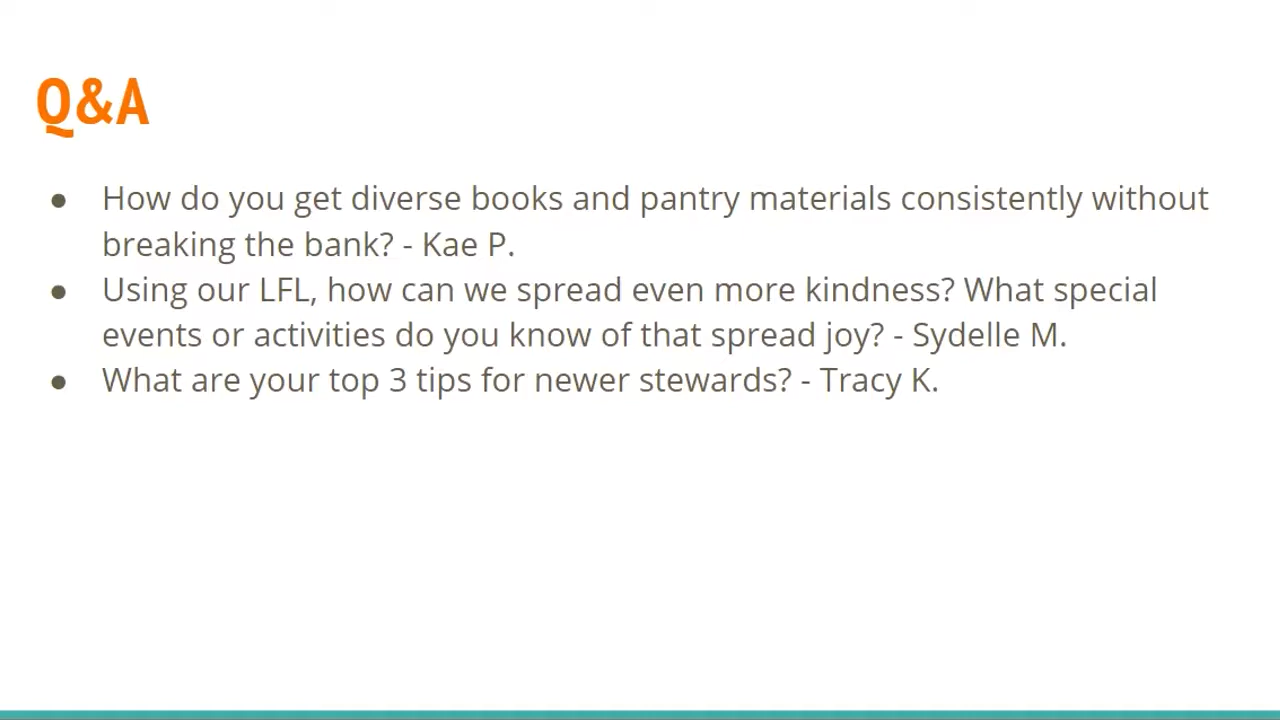 Q&A
● How do you get diverse books and pantry materials consistently without
breaking the bank? - Kae P.
● Using our LFL, how can we spread even more kindness? What special
events or activities do you know of that spread joy? - Sydelle M.
● What are your top 3 tips for newer stewards? - Tracy K.